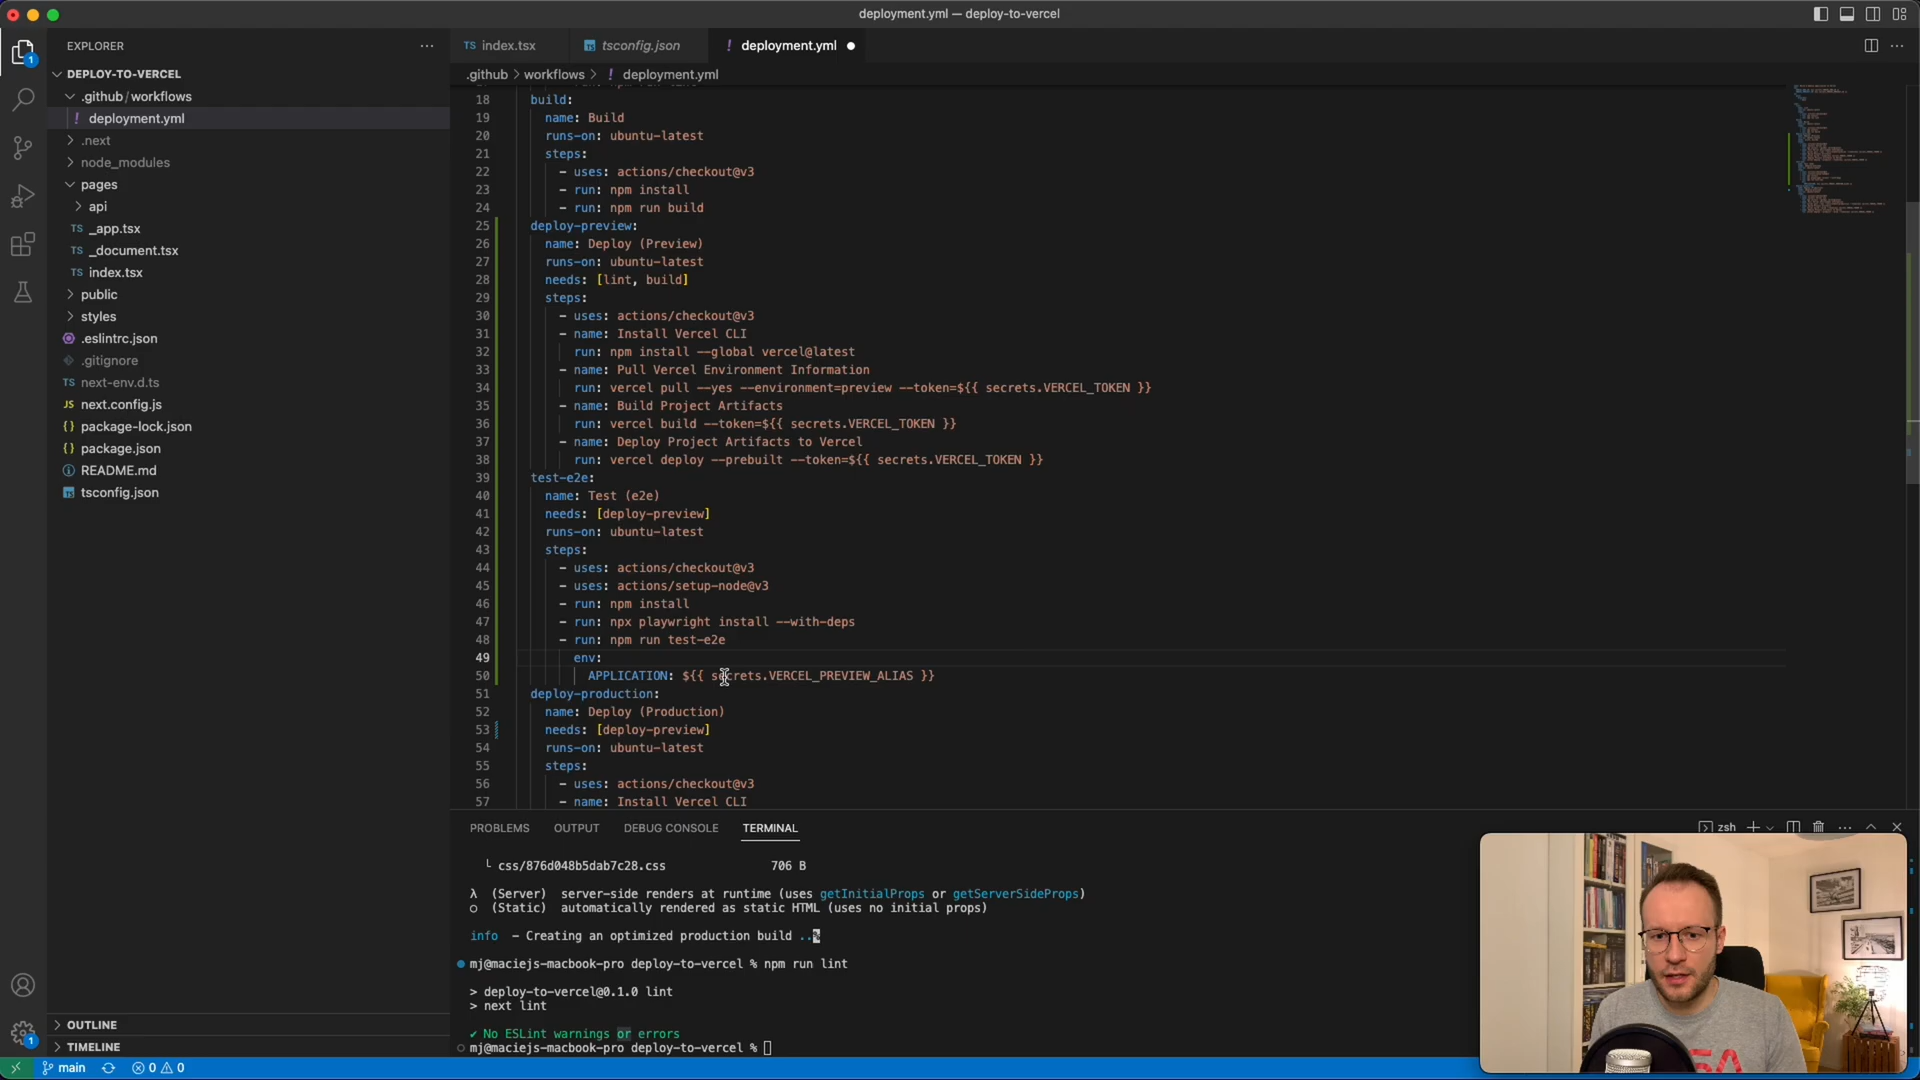 deployment.yml — deploy-to-vercel
EXPLORER
DEPLOY-TO-VERCEL
.github/workflows
! deployment.yml
.next
node_modules
pages
api
TS _app.tsx
TS _document.tsx
TS index.tsx
public
styles
.eslintrc.json
.gitignore
TS next-env.d.ts
JS next.config.js
{} package-lock.json
{} package.json
README.md
TS tsconfig.json
OUTLINE
TIMELINE
1
1
TS index.tsx
tsconfig.json
! deployment.yml
.github > workflows > ! deployment.yml
18 build:
19 name: Build
20 runs-on: ubuntu-latest
21 steps:
22 - uses: actions/checkout@v3
23 - run: npm install
24 - run: npm run build
25 deploy-preview:
26 name: Deploy (Preview)
27 runs-on: ubuntu-latest
28 needs: [lint, build]
29 steps:
30 - uses: actions/checkout@v3
31 - name: Install Vercel CLI
32 run: npm install --global vercel@latest
33 - name: Pull Vercel Environment Information
34 run: vercel pull --yes --environment=preview --token=${{ secrets.VERCEL_TOKEN }}
35 - name: Build Project Artifacts
36 run: vercel build --token=${{ secrets.VERCEL_TOKEN }}
37 - name: Deploy Project Artifacts to Vercel
38 run: vercel deploy --prebuilt --token=${{ secrets.VERCEL_TOKEN }}
39 test-e2e:
40 name: Test (e2e)
41 needs: [deploy-preview]
42 runs-on: ubuntu-latest
43 steps:
44 - uses: actions/checkout@v3
45 - uses: actions/setup-node@v3
46 - run: npm install
47 - run: npx playwright install --with-deps
48 - run: npm run test-e2e
49 env:
50 APPLICATION: ${{ secrets.VERCEL_PREVIEW_ALIAS }}
51 deploy-production:
52 name: Deploy (Production)
53 needs: [deploy-preview]
54 runs-on: ubuntu-latest
55 steps:
56 - uses: actions/checkout@v3
57 - name: Install Vercel CLI
PROBLEMS OUTPUT DEBUG CONSOLE TERMINAL
zsh
└ css/876d048b5dab7c28.css 706 B
λ (Server) server-side renders at runtime (uses getInitialProps or getServerSideProps)
○ (Static) automatically rendered as static HTML (uses no initial props)
info - Creating an optimized production build ..
mj@maciejs-macbook-pro deploy-to-vercel % npm run lint
> deploy-to-vercel@0.1.0 lint
> next lint
✔ No ESLint warnings or errors
mj@maciejs-macbook-pro deploy-to-vercel %
main 0 0